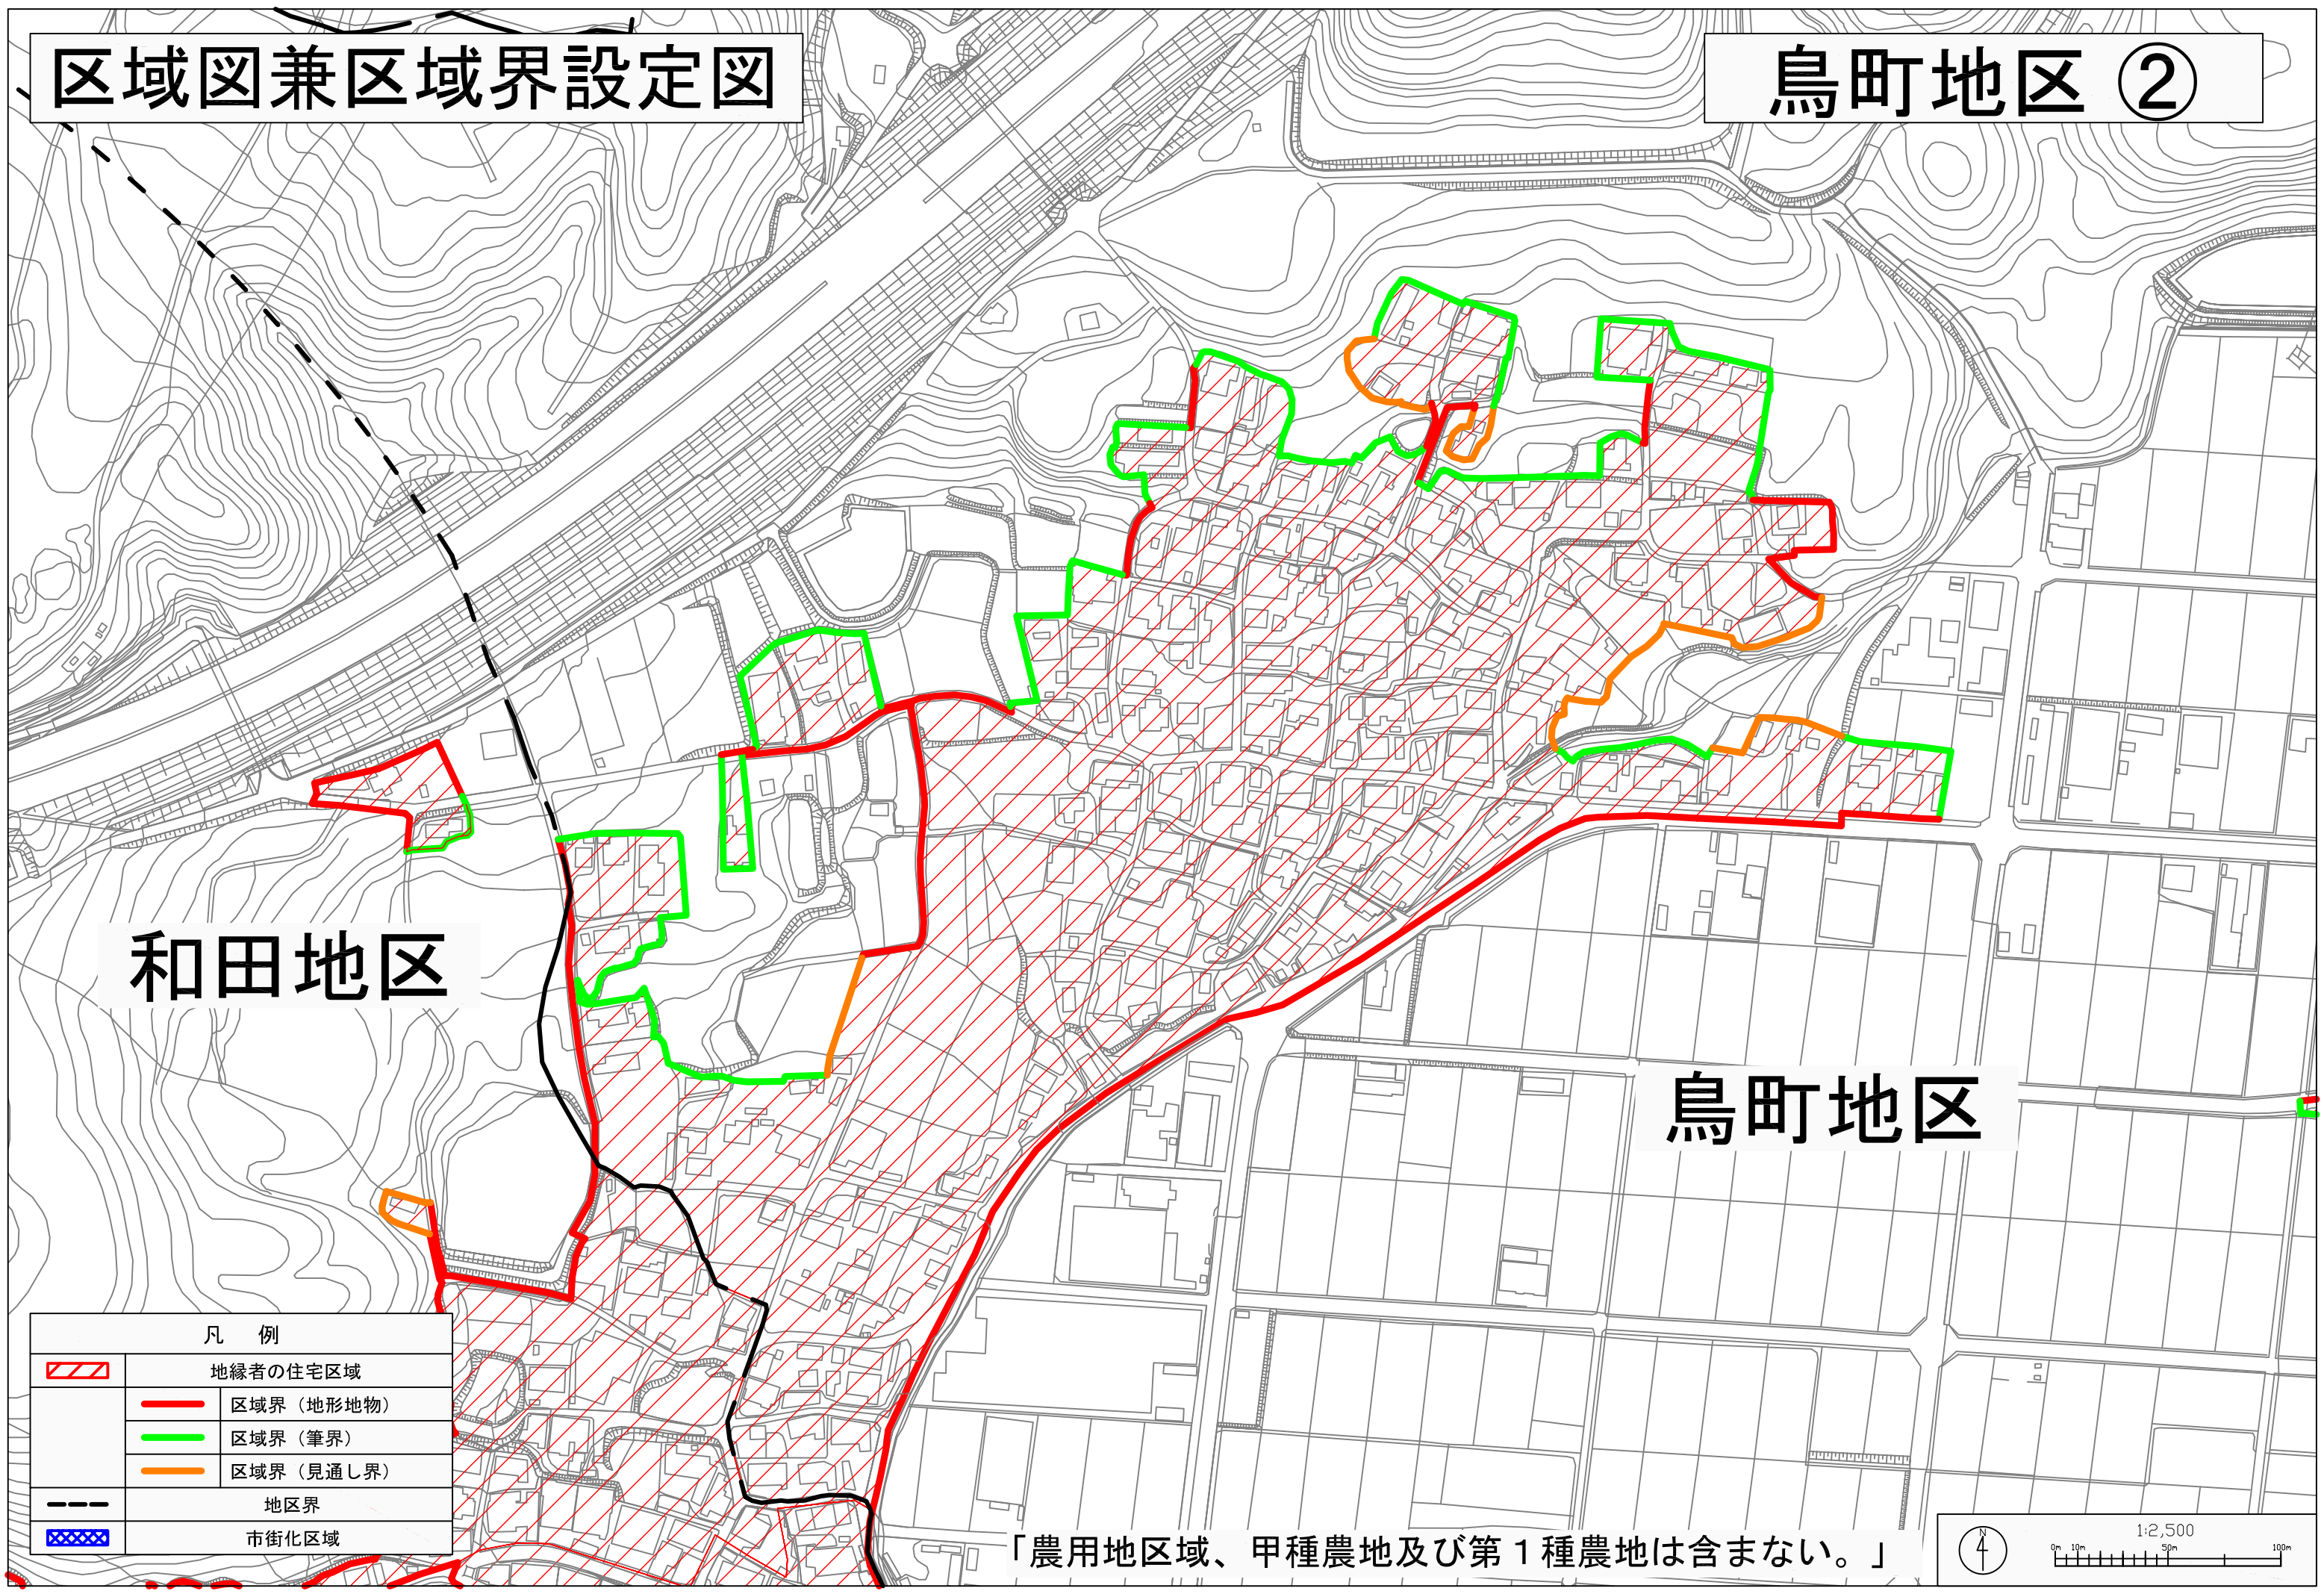 区域図兼区域界設定図
鳥町地区 ②
和田地区
鳥町地区
凡 例
地縁者の住宅区域
区域界（地形地物）
区域界（筆界）
区域界（見通し界）
地区界
市街化区域
「農用地区域、甲種農地及び第１種農地は含まない。」
N
1:2,500
0m 10m 50m 100m